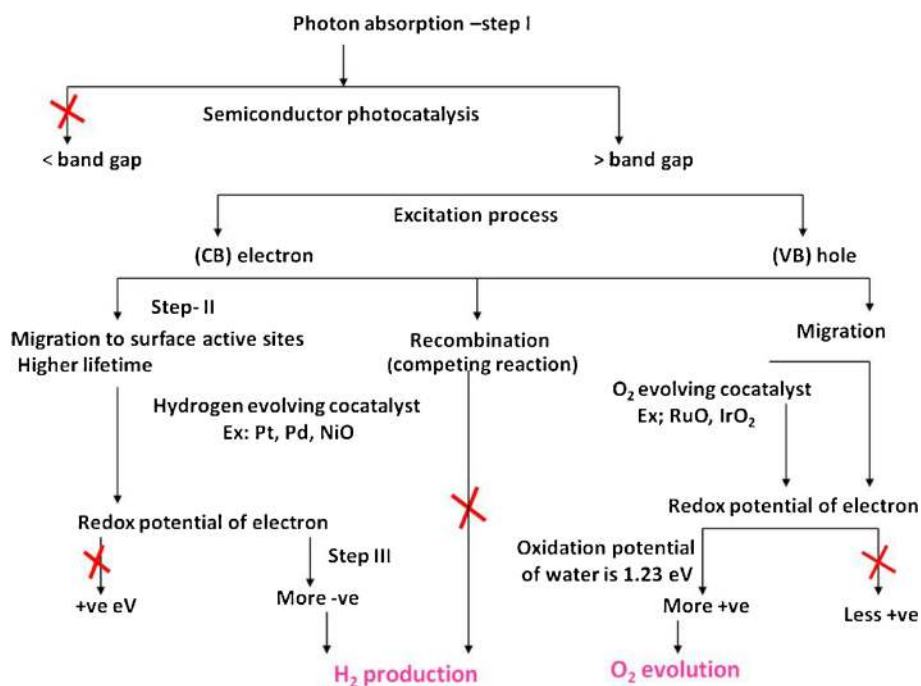 Photon absorption –step I
Semiconductor photocatalysis
< band gap
> band gap
Excitation process
(CB) electron
(VB) hole
Step- II
Migration to surface active sites
Higher lifetime
Recombination
(competing reaction)
Migration
Hydrogen evolving cocatalyst
Ex: Pt, Pd, NiO
O₂ evolving cocatalyst
Ex; RuO, IrO₂
Redox potential of electron
Redox potential of electron
Step III
Oxidation potential
of water is 1.23 eV
+ve eV
More -ve
More +ve
Less +ve
H₂ production
O₂ evolution